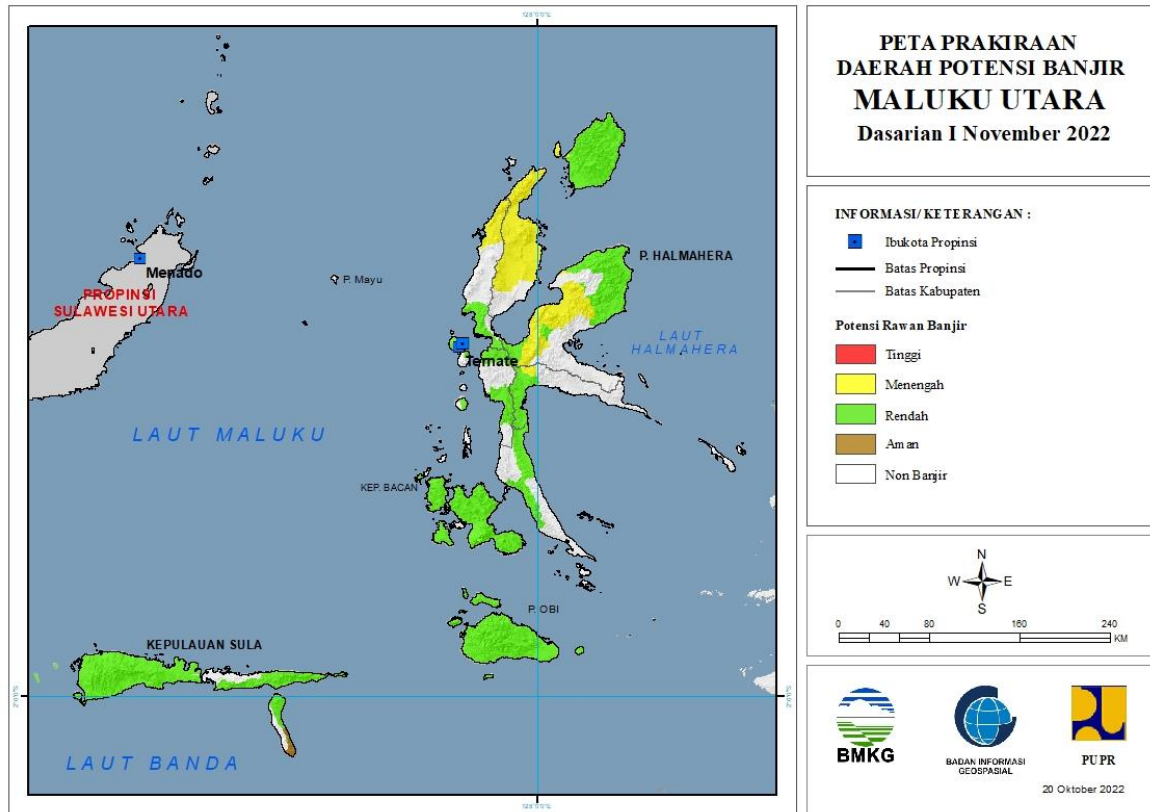 PETA PRAKIRAAN
DAERAH POTENSI BANJIR
MALUKU UTARA
Dasarian I November 2022
INFORMASI/ KETERANGAN :
Ibukota Propinsi
Batas Propinsi
Batas Kabupaten
Potensi Rawan Banjir
Tinggi
Menengah
Rendah
Aman
Non Banjir
N
W E
S
0 40 80 160 240
KM
BMKG
BADAN INFORMASI
GEOSPASIAL
PUPR
20 Oktober 2022
Menado
PROPINSI
SULAWESI UTARA
P. Mayu
P. HALMAHERA
LAUT
HALMAHERA
Ternate
LAUT MALUKU
KEP. BACAN
P. OBI
KEPULAUAN SULA
LAUT BANDA